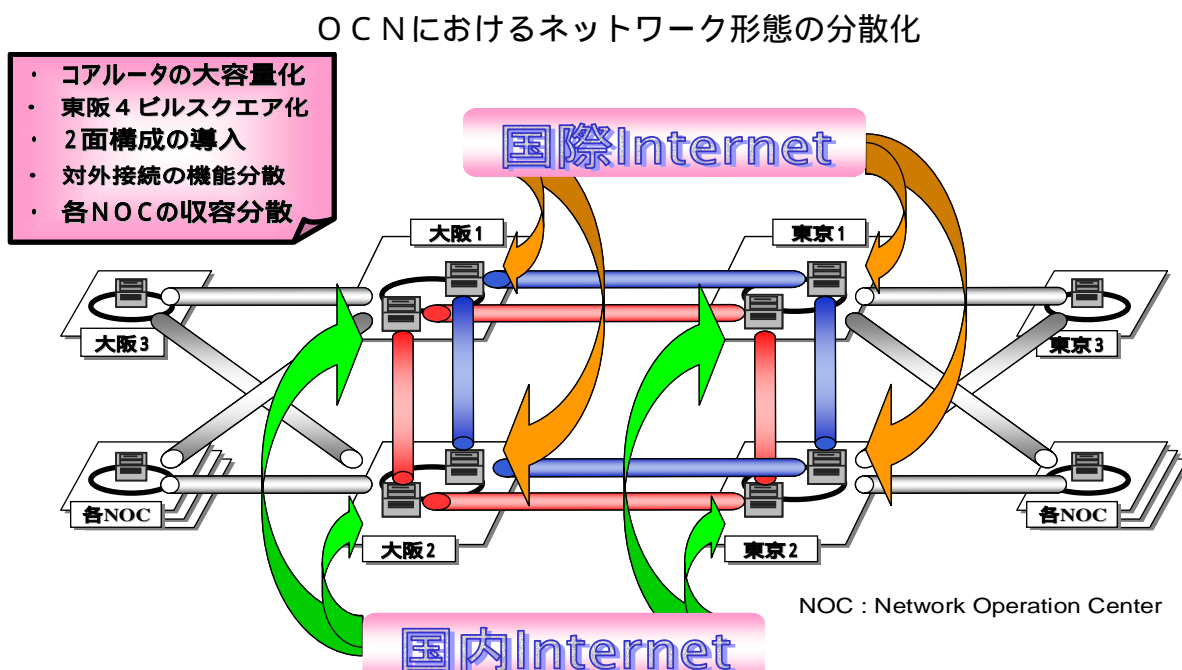 OCNにおけるネットワーク形態の分散化
・ コアルータの大容量化
・ 東阪4ビルスクエア化
・ 2面構成の導入
・ 対外接続の機能分散
・ 各NOCの収容分散
国際Internet
大阪1
東京1
大阪3
東京3
各NOC
各NOC
大阪2
東京2
NOC : Network Operation Center
国内Internet